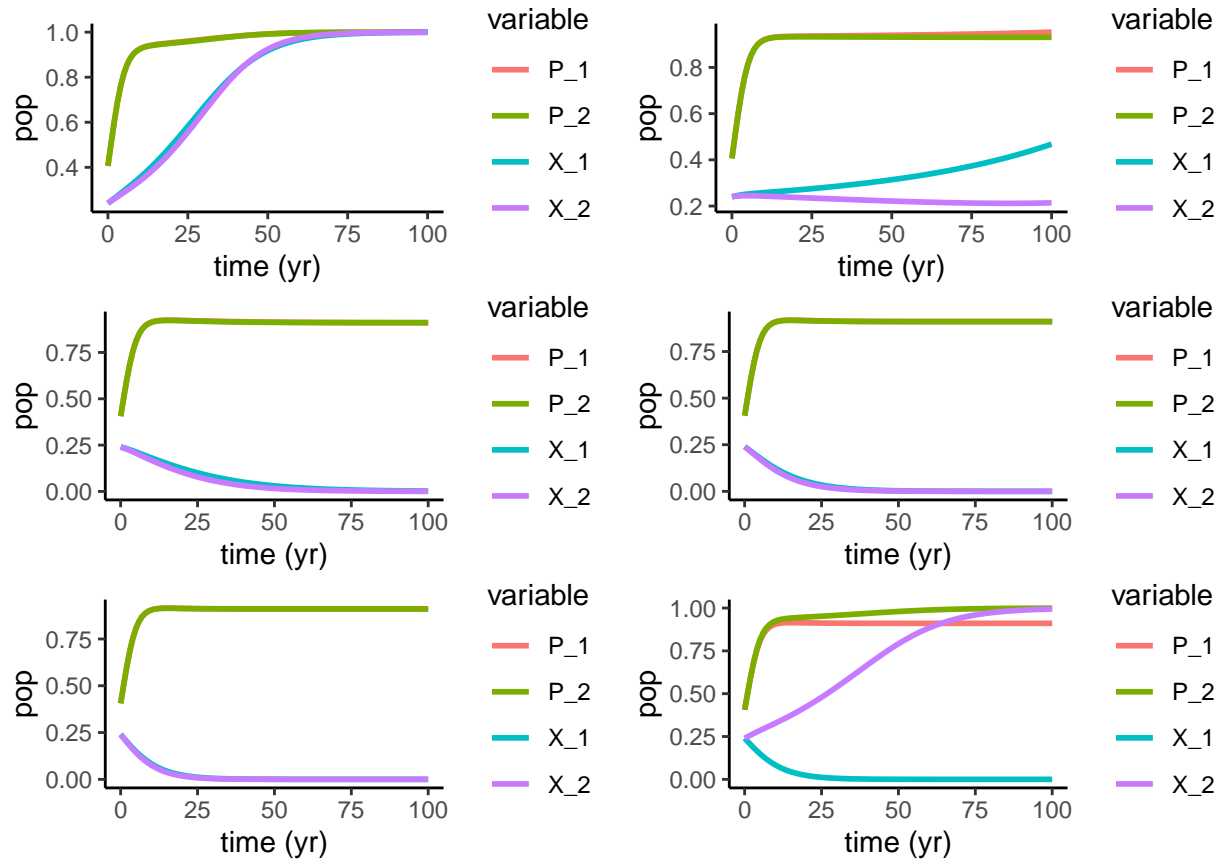 variable
1.0
0.8
0.6
0.4
pop
0
25
50
75
100
time (yr)
P_1
P_2
X_1
X_2
variable
0.8
0.6
0.4
0.2
pop
0
25
50
75
100
time (yr)
P_1
P_2
X_1
X_2
variable
0.75
0.50
0.25
0.00
pop
0
25
50
75
100
time (yr)
P_1
P_2
X_1
X_2
variable
0.75
0.50
0.25
0.00
pop
0
25
50
75
100
time (yr)
P_1
P_2
X_1
X_2
variable
0.75
0.50
0.25
0.00
pop
0
25
50
75
100
time (yr)
P_1
P_2
X_1
X_2
variable
1.00
0.75
0.50
0.25
0.00
pop
0
25
50
75
100
time (yr)
P_1
P_2
X_1
X_2